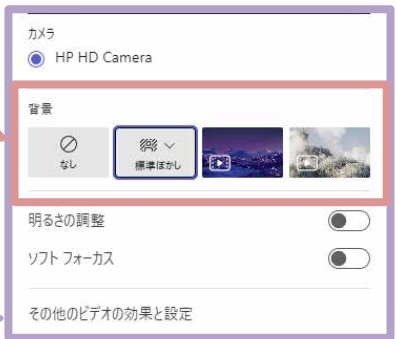 カメラ
HP HD Camera
背景
なし
標準ぼかし
明るさの調整
ソフト フォーカス
その他のビデオの効果と設定